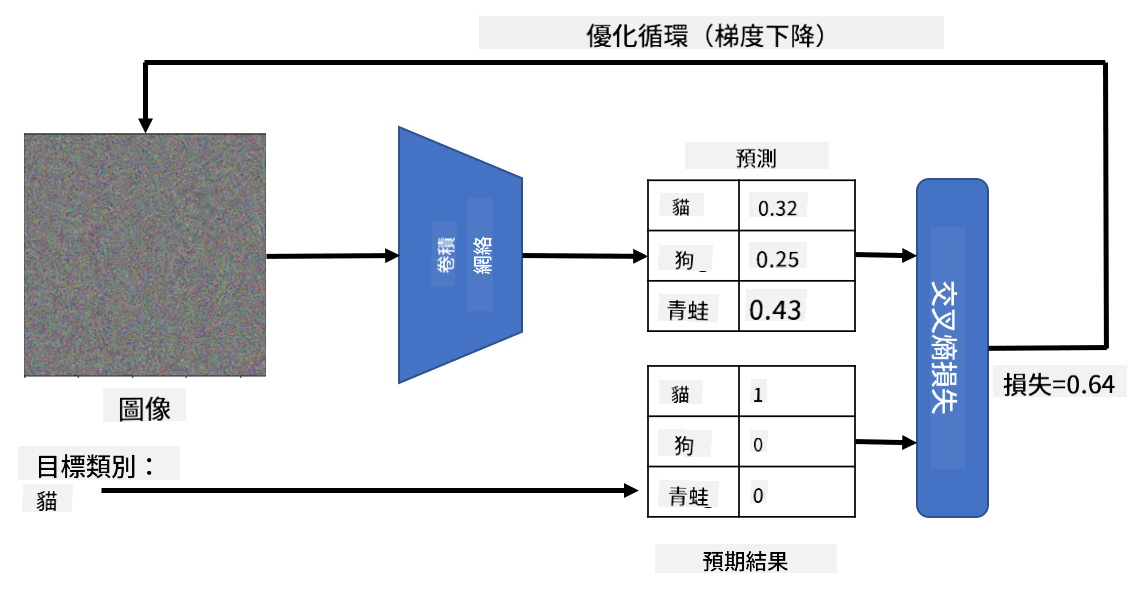 優化循環（梯度下降）
預測
貓 0.32
狗 0.25
青蛙 0.43
卷積
網絡
交叉熵損失
損失=0.64
圖像
目標類別：
貓
貓 1
狗 0
青蛙 0
預期結果